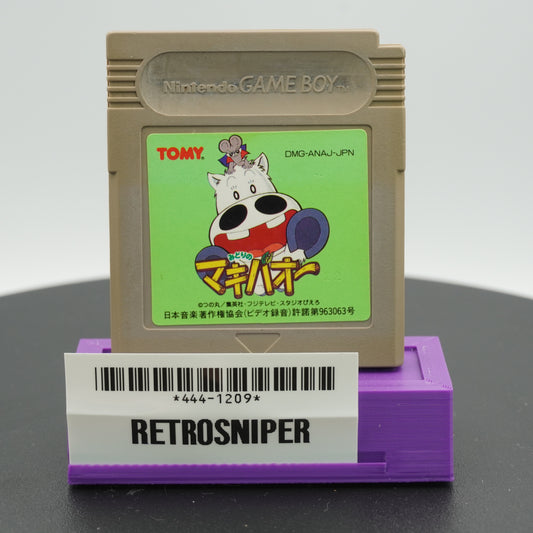 Nintendo GAME BOY TM
TOMY
DMG-ANAJ-JPN
みどりの
マキバオー
©つの丸／集英社・フジテレビ・スタジオぴえろ
日本音楽著作権協会(ビデオ録音)許諾第963063号
*444-1209*
RETROSNIPER